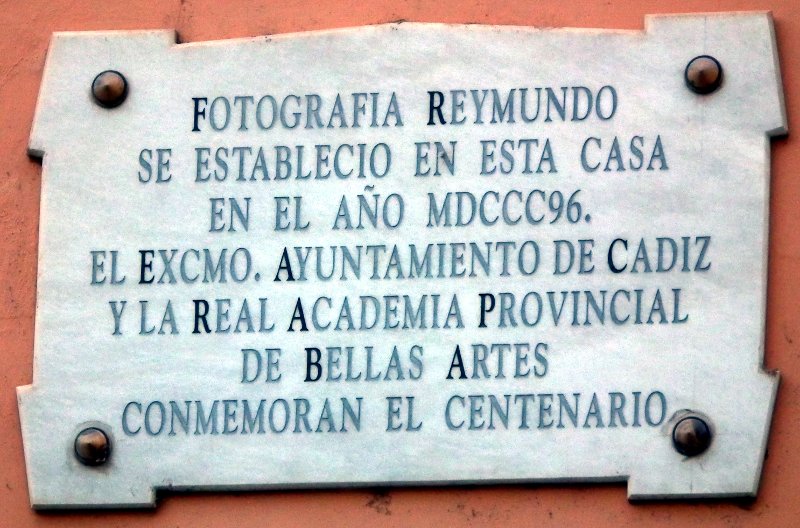 FOTOGRAFIA REYMUNDO
SE ESTABLECIO EN ESTA CASA
EN EL AÑO MDCCC96.
EL EXCMO. AYUNTAMIENTO DE CADIZ
Y LA REAL ACADEMIA PROVINCIAL
DE BELLAS ARTES
CONMEMORAN EL CENTENARIO